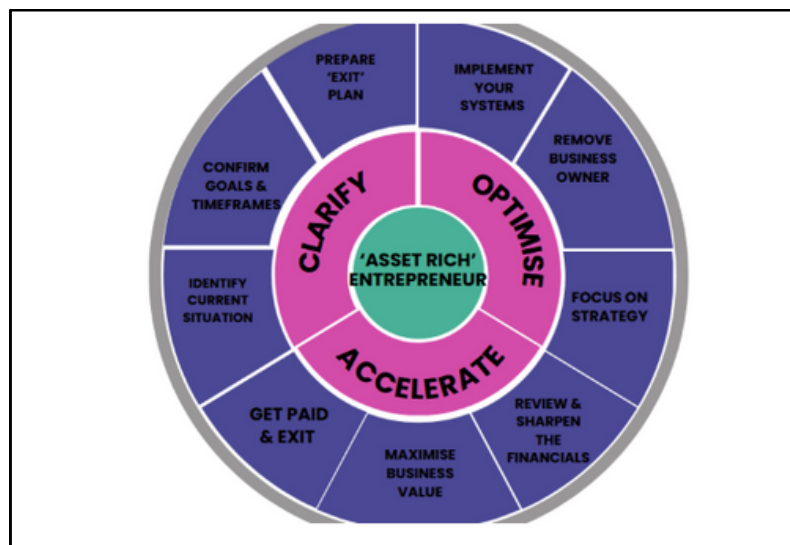 PREPARE
‘EXIT’
PLAN
IMPLEMENT
YOUR
SYSTEMS
CONFIRM
GOALS &
TIMEFRAMES
REMOVE
BUSINESS
OWNER
CLARIFY
OPTIMISE
‘ASSET RICH’
ENTREPRENEUR
IDENTIFY
CURRENT
SITUATION
FOCUS ON
STRATEGY
ACCELERATE
GET PAID
& EXIT
MAXIMISE
BUSINESS
VALUE
REVIEW &
SHARPEN
THE
FINANCIALS